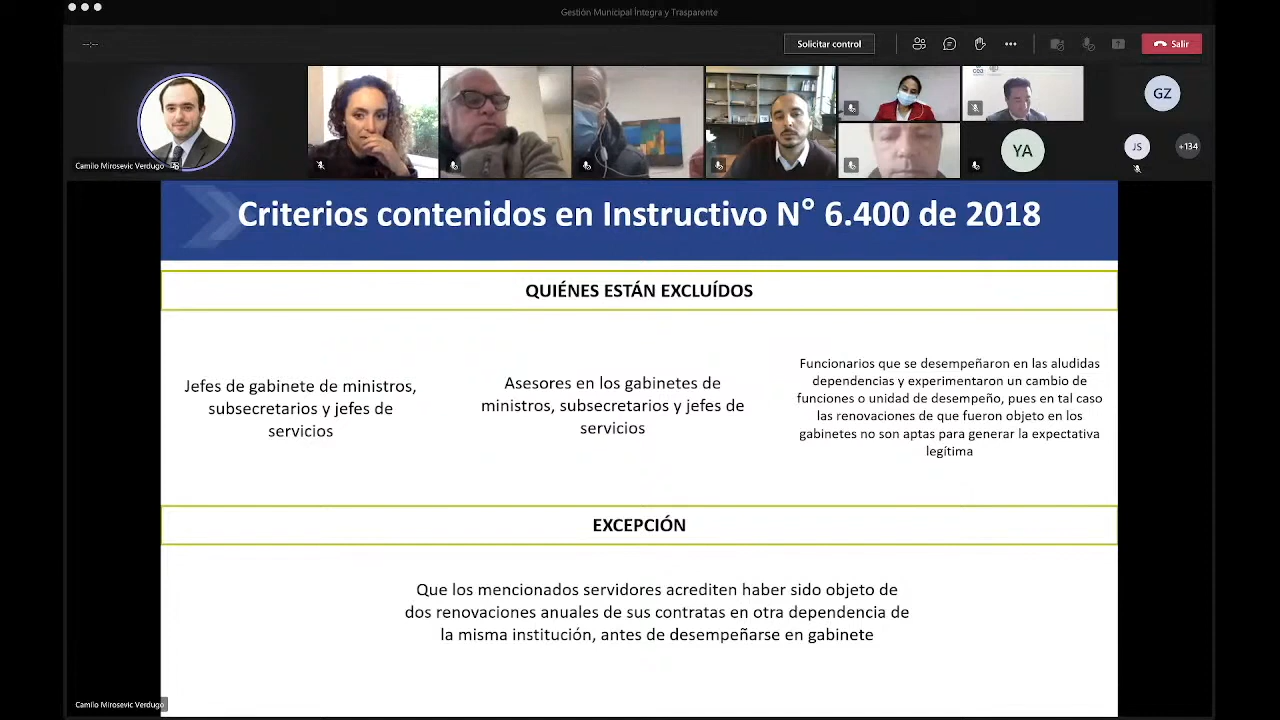 Gestión Municipal Íntegra y Trasparente
--:--
Solicitar control
Salir
GZ
Camilo Mirosevic Verdugo
YA
JS
+134
Criterios contenidos en Instructivo N° 6.400 de 2018
QUIÉNES ESTÁN EXCLUÍDOS
Jefes de gabinete de ministros,
subsecretarios y jefes de
servicios
Asesores en los gabinetes de
ministros, subsecretarios y jefes de
servicios
Funcionarios que se desempeñaron en las aludidas
dependencias y experimentaron un cambio de
funciones o unidad de desempeño, pues en tal caso
las renovaciones de que fueron objeto en los
gabinetes no son aptas para generar la expectativa
legítima
EXCEPCIÓN
Que los mencionados servidores acrediten haber sido objeto de
dos renovaciones anuales de sus contratas en otra dependencia de
la misma institución, antes de desempeñarse en gabinete
Camilo Mirosevic Verdugo